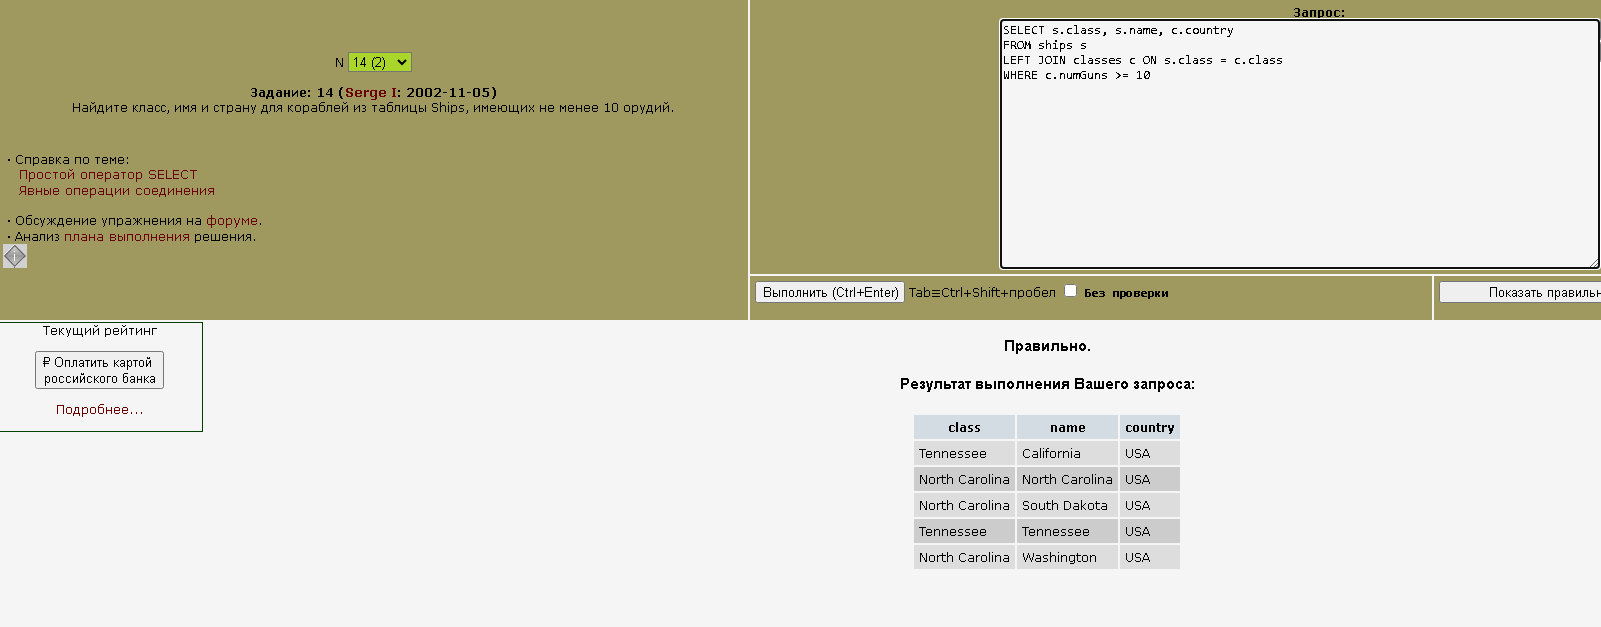 N 14 (2)
Задание: 14 (Serge I: 2002-11-05)
Найдите класс, имя и страну для кораблей из таблицы Ships, имеющих не менее 10 орудий.
· Справка по теме:
Простой оператор SELECT
Явные операции соединения
· Обсуждение упражнения на форуме.
· Анализ плана выполнения решения.
Запрос:
SELECT s.class, s.name, c.country
FROM ships s
LEFT JOIN classes c ON s.class = c.class
WHERE c.numGuns >= 10
Выполнить (Ctrl+Enter) Tab≡Ctrl+Shift+пробел Без проверки
Показать правильн
Текущий рейтинг
₽ Оплатить картой
российского банка
Подробнее...
Правильно.
Результат выполнения Вашего запроса:
class name country
Tennessee California USA
North Carolina North Carolina USA
North Carolina South Dakota USA
Tennessee Tennessee USA
North Carolina Washington USA